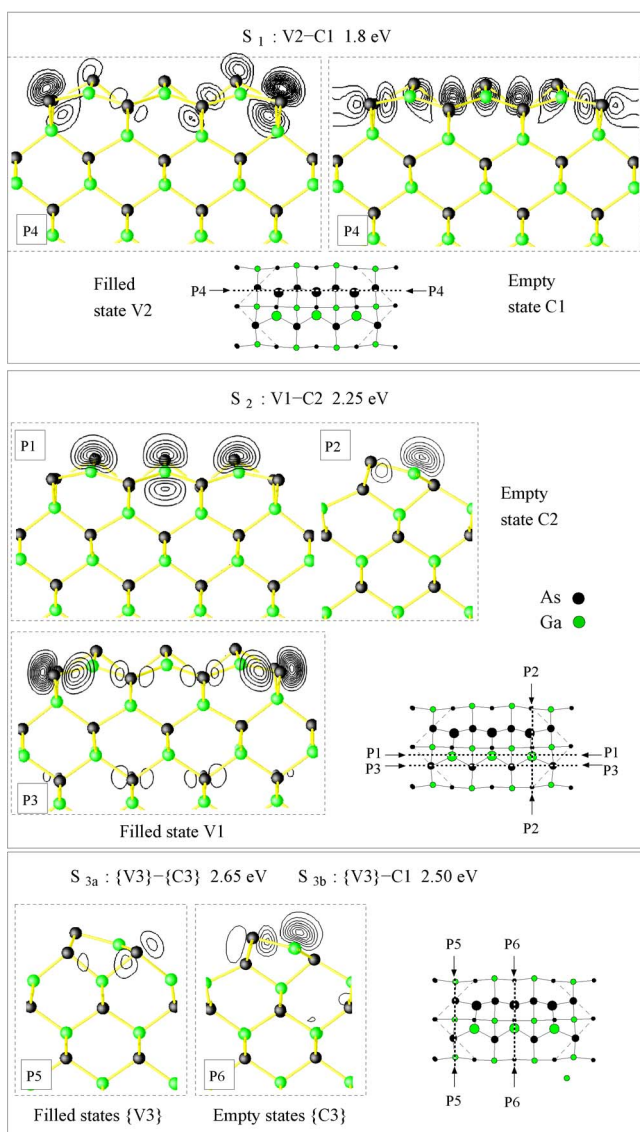 S 1 : V2−C1 1.8 eV
P4
P4
Filled
state V2
P4
P4
Empty
state C1
S 2 : V1−C2 2.25 eV
P1
P2
Empty
state C2
As
Ga
P3
Filled state V1
P2
P1
P1
P3
P3
P2
S 3a : {V3}−{C3} 2.65 eV S 3b : {V3}−C1 2.50 eV
P5
P6
Filled states {V3}
Empty states {C3}
P5
P6
P5
P6